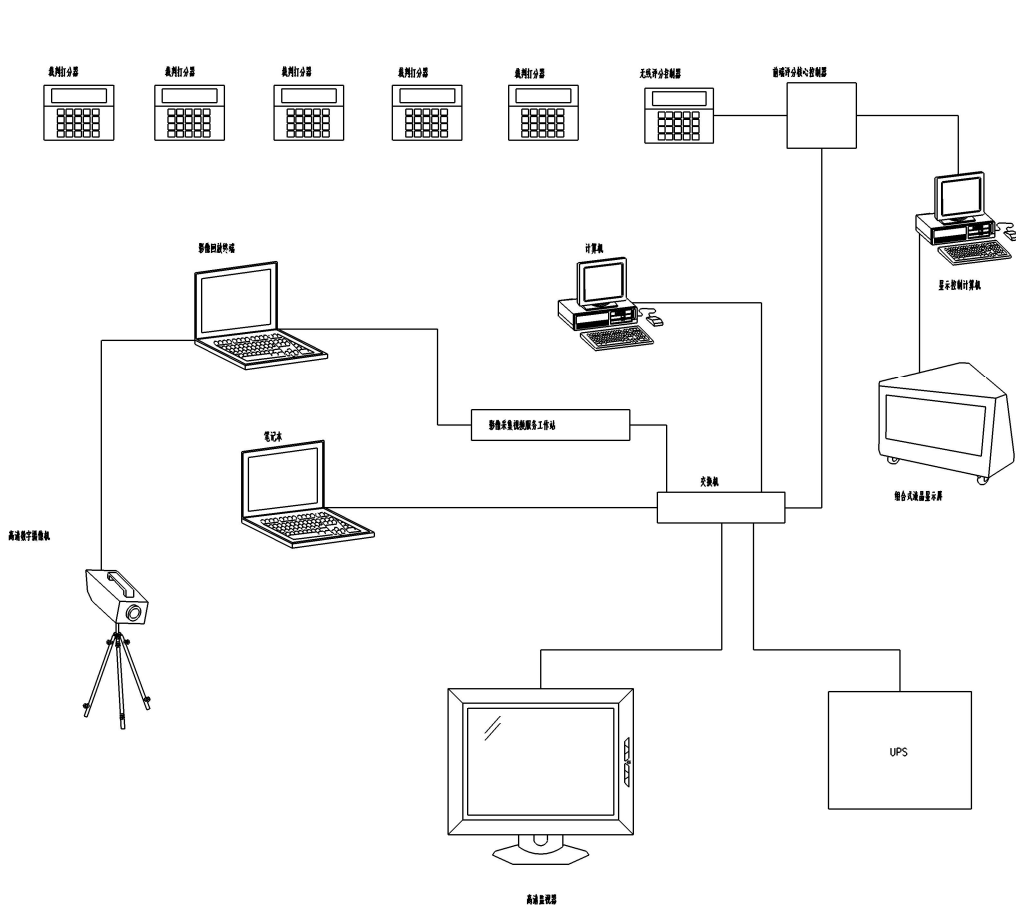 裁判打分器
裁判打分器
裁判打分器
裁判打分器
裁判打分器
无线评分控制器
前端评分核心控制器
影像回放终端
计算机
显示控制计算机
影像采集视频服务工作站
笔记本
交换机
组合式液晶显示屏
高速数字摄像机
UPS
高清监视器